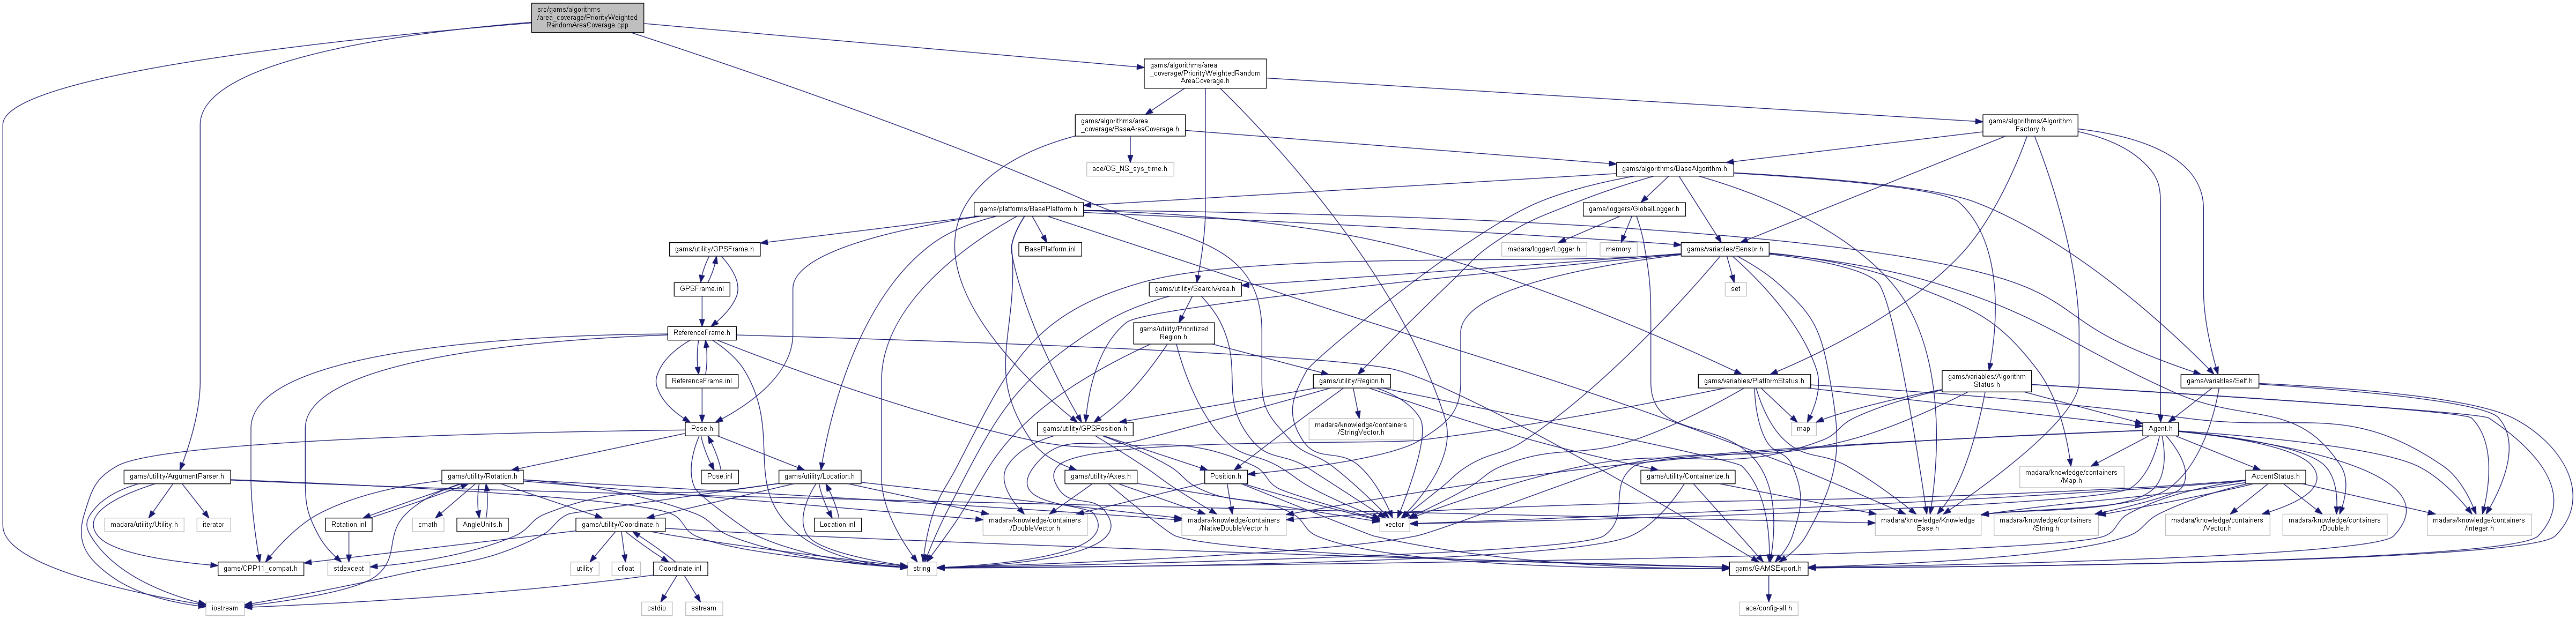 src/gams/algorithms
/area_coverage/PriorityWeighted
RandomAreaCoverage.cpp
gams/algorithms/area
_coverage/PriorityWeightedRandom
AreaCoverage.h
gams/algorithms/area
_coverage/BaseAreaCoverage.h
gams/algorithms/Algorithm
Factory.h
ace/OS_NS_sys_time.h
gams/algorithms/BaseAlgorithm.h
gams/platforms/BasePlatform.h
gams/loggers/GlobalLogger.h
gams/utility/GPSFrame.h
BasePlatform.inl
madara/logger/Logger.h
memory
gams/variables/Sensor.h
GPSFrame.inl
gams/utility/SearchArea.h
set
ReferenceFrame.h
gams/utility/Prioritized
Region.h
ReferenceFrame.inl
gams/utility/Region.h
gams/variables/PlatformStatus.h
gams/variables/Algorithm
Status.h
gams/variables/Self.h
Pose.h
gams/utility/GPSPosition.h
madara/knowledge/containers
/StringVector.h
map
Agent.h
gams/utility/ArgumentParser.h
gams/utility/Rotation.h
Pose.inl
gams/utility/Location.h
gams/utility/Axes.h
Position.h
gams/utility/Containerize.h
madara/knowledge/containers
/Map.h
AccentStatus.h
madara/utility/Utility.h
iterator
Rotation.inl
cmath
AngleUnits.h
gams/utility/Coordinate.h
Location.inl
madara/knowledge/containers
/DoubleVector.h
madara/knowledge/containers
/NativeDoubleVector.h
vector
madara/knowledge/Knowledge
Base.h
madara/knowledge/containers
/String.h
madara/knowledge/containers
/Vector.h
madara/knowledge/containers
/Double.h
madara/knowledge/containers
/Integer.h
gams/CPP11_compat.h
stdexcept
utility
cfloat
Coordinate.inl
string
gams/GAMSExport.h
iostream
cstdio
sstream
ace/config-all.h